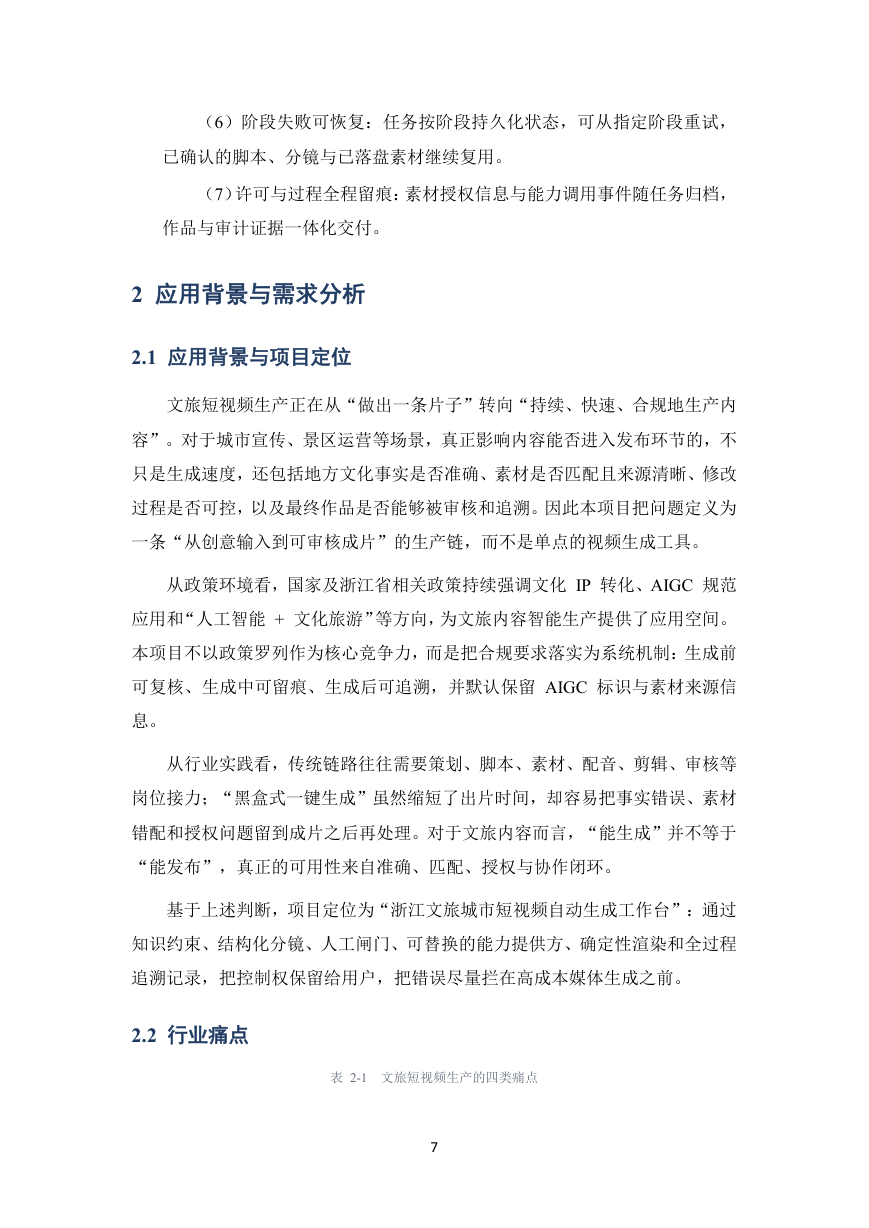 （6）阶段失败可恢复：任务按阶段持久化状态，可从指定阶段重试，
已确认的脚本、分镜与已落盘素材继续复用。
（7）许可与过程全程留痕：素材授权信息与能力调用事件随任务归档，
作品与审计证据一体化交付。
2 应用背景与需求分析
2.1 应用背景与项目定位
文旅短视频生产正在从“做出一条片子”转向“持续、快速、合规地生产内
容”。对于城市宣传、景区运营等场景，真正影响内容能否进入发布环节的，不
只是生成速度，还包括地方文化事实是否准确、素材是否匹配且来源清晰、修改
过程是否可控，以及最终作品是否能够被审核和追溯。因此本项目把问题定义为
一条“从创意输入到可审核成片”的生产链，而不是单点的视频生成工具。
从政策环境看，国家及浙江省相关政策持续强调文化 IP 转化、AIGC 规范
应用和“人工智能 + 文化旅游”等方向，为文旅内容智能生产提供了应用空间。
本项目不以政策罗列作为核心竞争力，而是把合规要求落实为系统机制：生成前
可复核、生成中可留痕、生成后可追溯，并默认保留 AIGC 标识与素材来源信
息。
从行业实践看，传统链路往往需要策划、脚本、素材、配音、剪辑、审核等
岗位接力；“黑盒式一键生成”虽然缩短了出片时间，却容易把事实错误、素材
错配和授权问题留到成片之后再处理。对于文旅内容而言，“能生成”并不等于
“能发布”，真正的可用性来自准确、匹配、授权与协作闭环。
基于上述判断，项目定位为“浙江文旅城市短视频自动生成工作台”：通过
知识约束、结构化分镜、人工闸门、可替换的能力提供方、确定性渲染和全过程
追溯记录，把控制权保留给用户，把错误尽量拦在高成本媒体生成之前。
2.2 行业痛点
表 2-1 文旅短视频生产的四类痛点
7